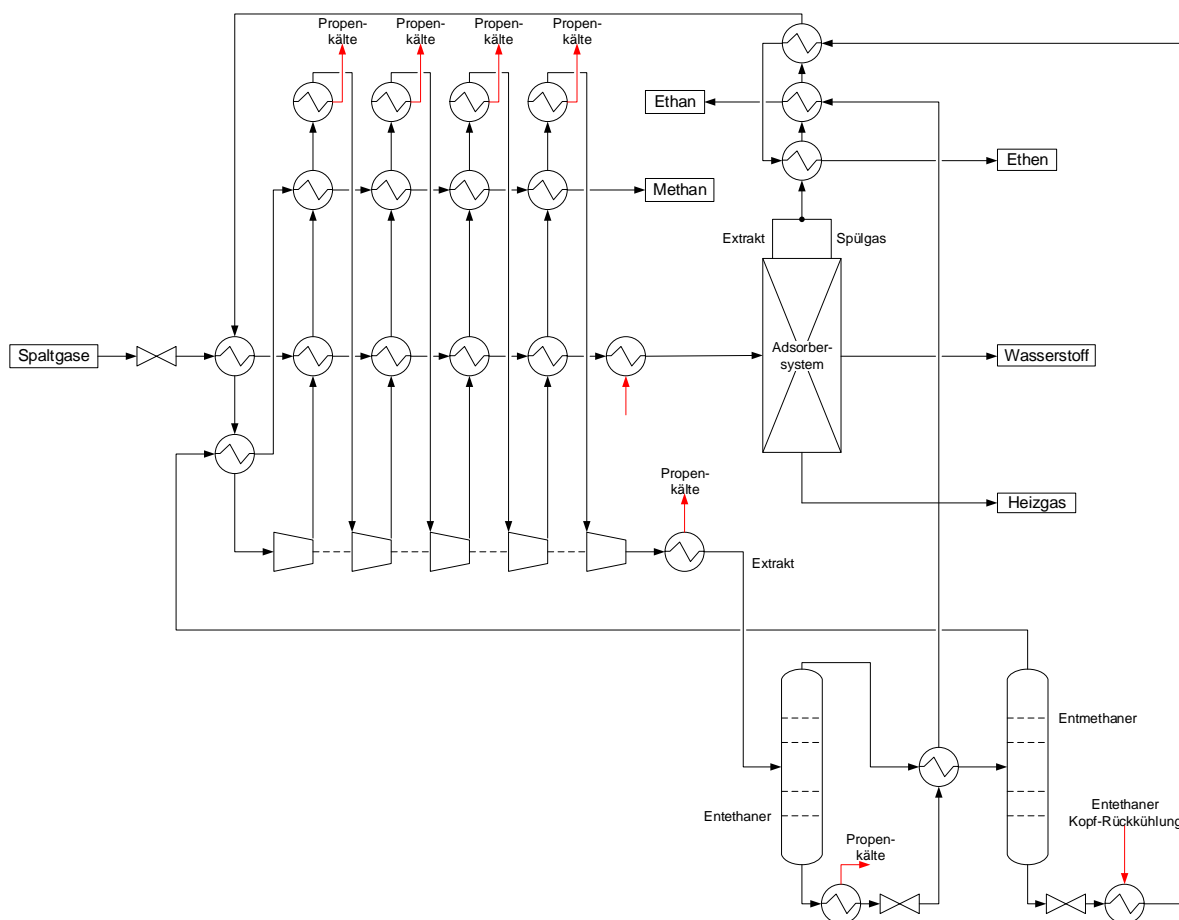 Propen-
kälte
Propen-
kälte
Propen-
kälte
Propen-
kälte
Ethan
Ethen
Methan
Extrakt
Spülgas
Spaltgase
Adsorber-
system
Wasserstoff
Propen-
kälte
Heizgas
Extrakt
Entmethaner
Entethaner
Entethaner
Kopf-Rückkühlung
Propen-
kälte